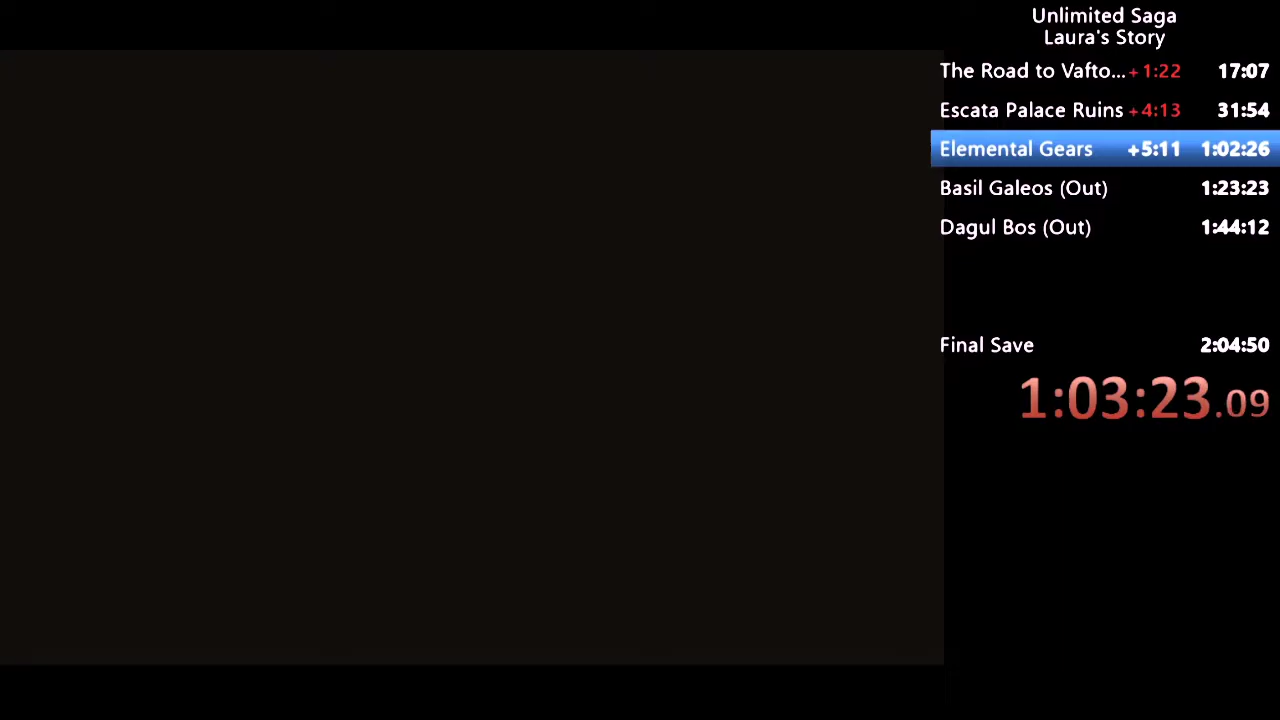 Unlimited Saga
Laura's Story
The Road to Vafto... +1:22 17:07
Escata Palace Ruins +4:13 31:54
Elemental Gears +5:11 1:02:26
Basil Galeos (Out) 1:23:23
Dagul Bos (Out) 1:44:12
Final Save 2:04:50
1:03:23.09